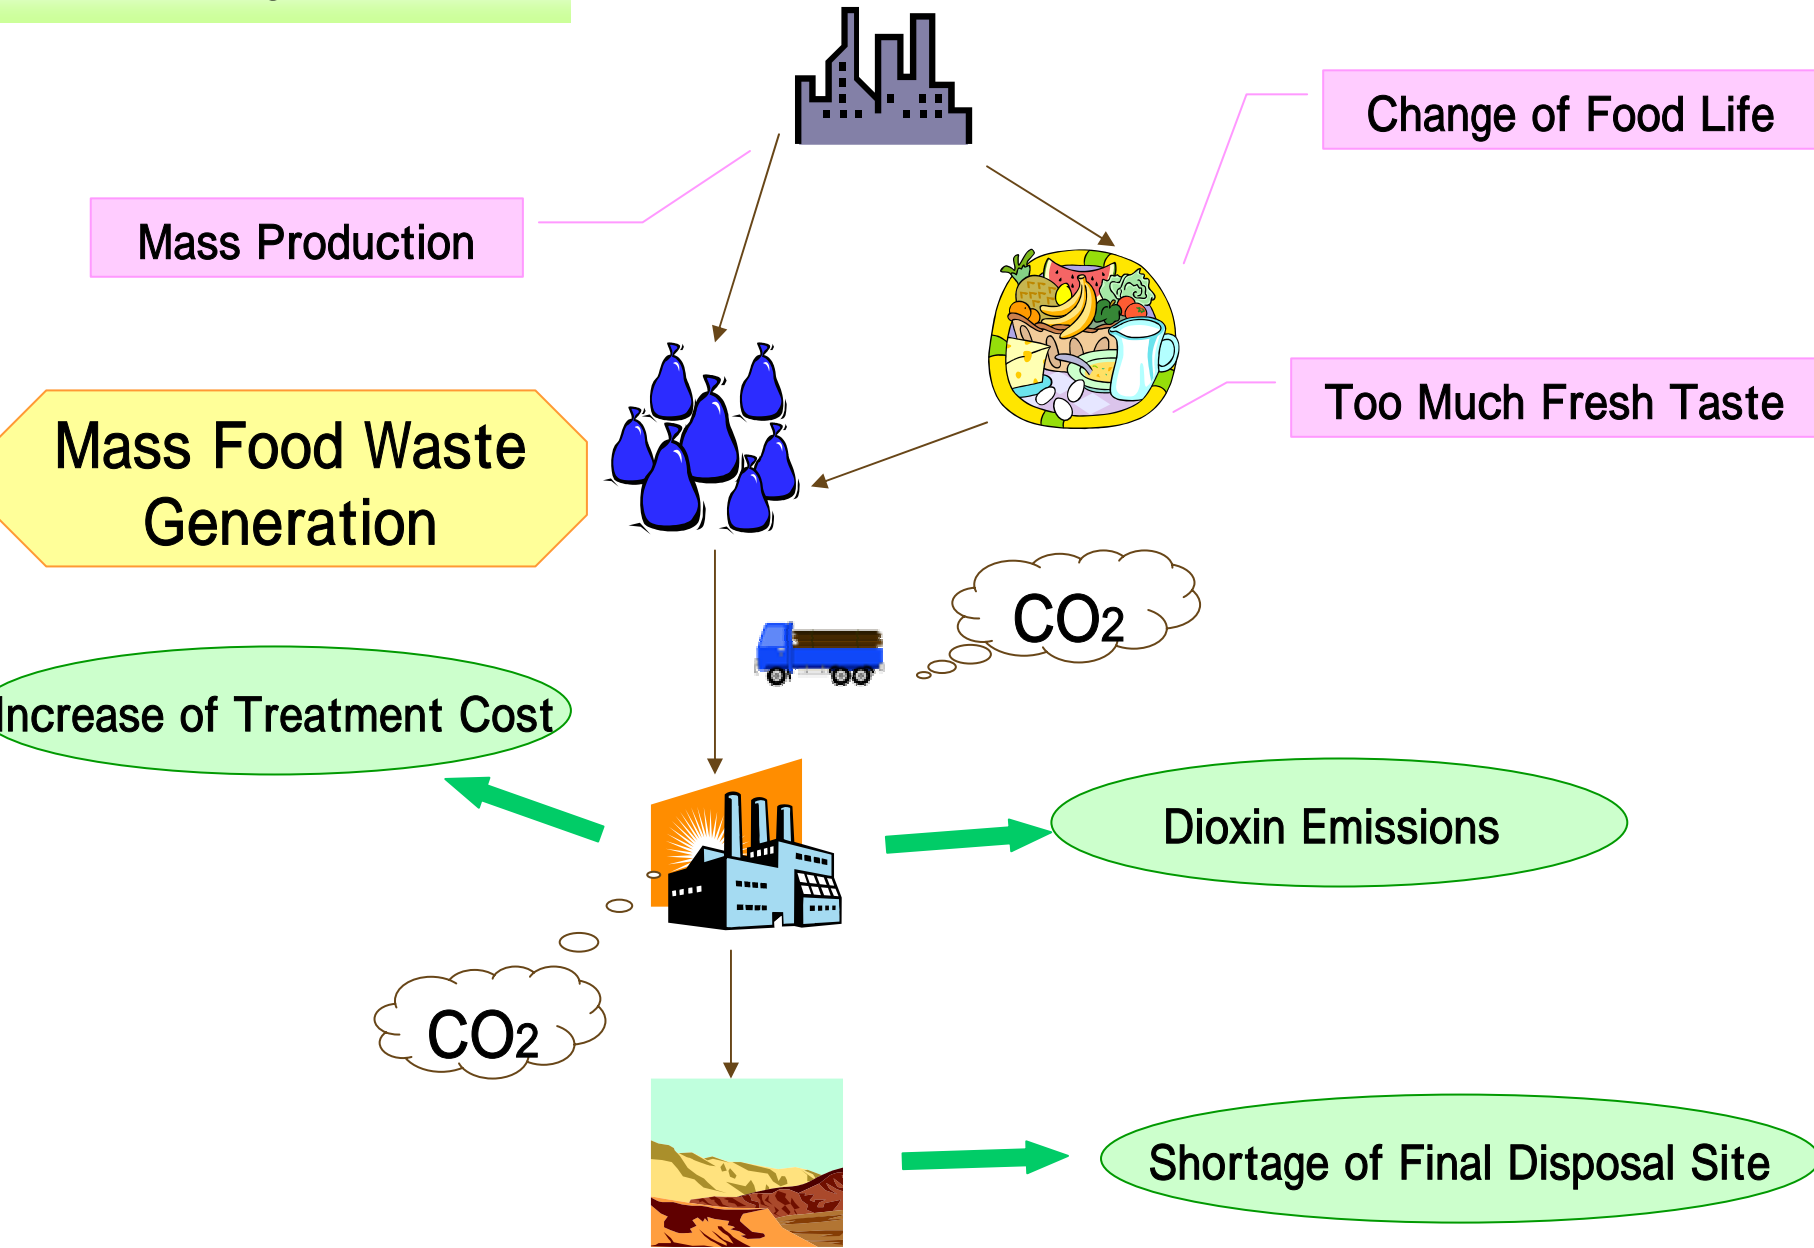 Change of Food Life
Mass Production
Too Much Fresh Taste
Mass Food Waste
Generation
CO2
Increase of Treatment Cost
Dioxin Emissions
CO2
Shortage of Final Disposal Site